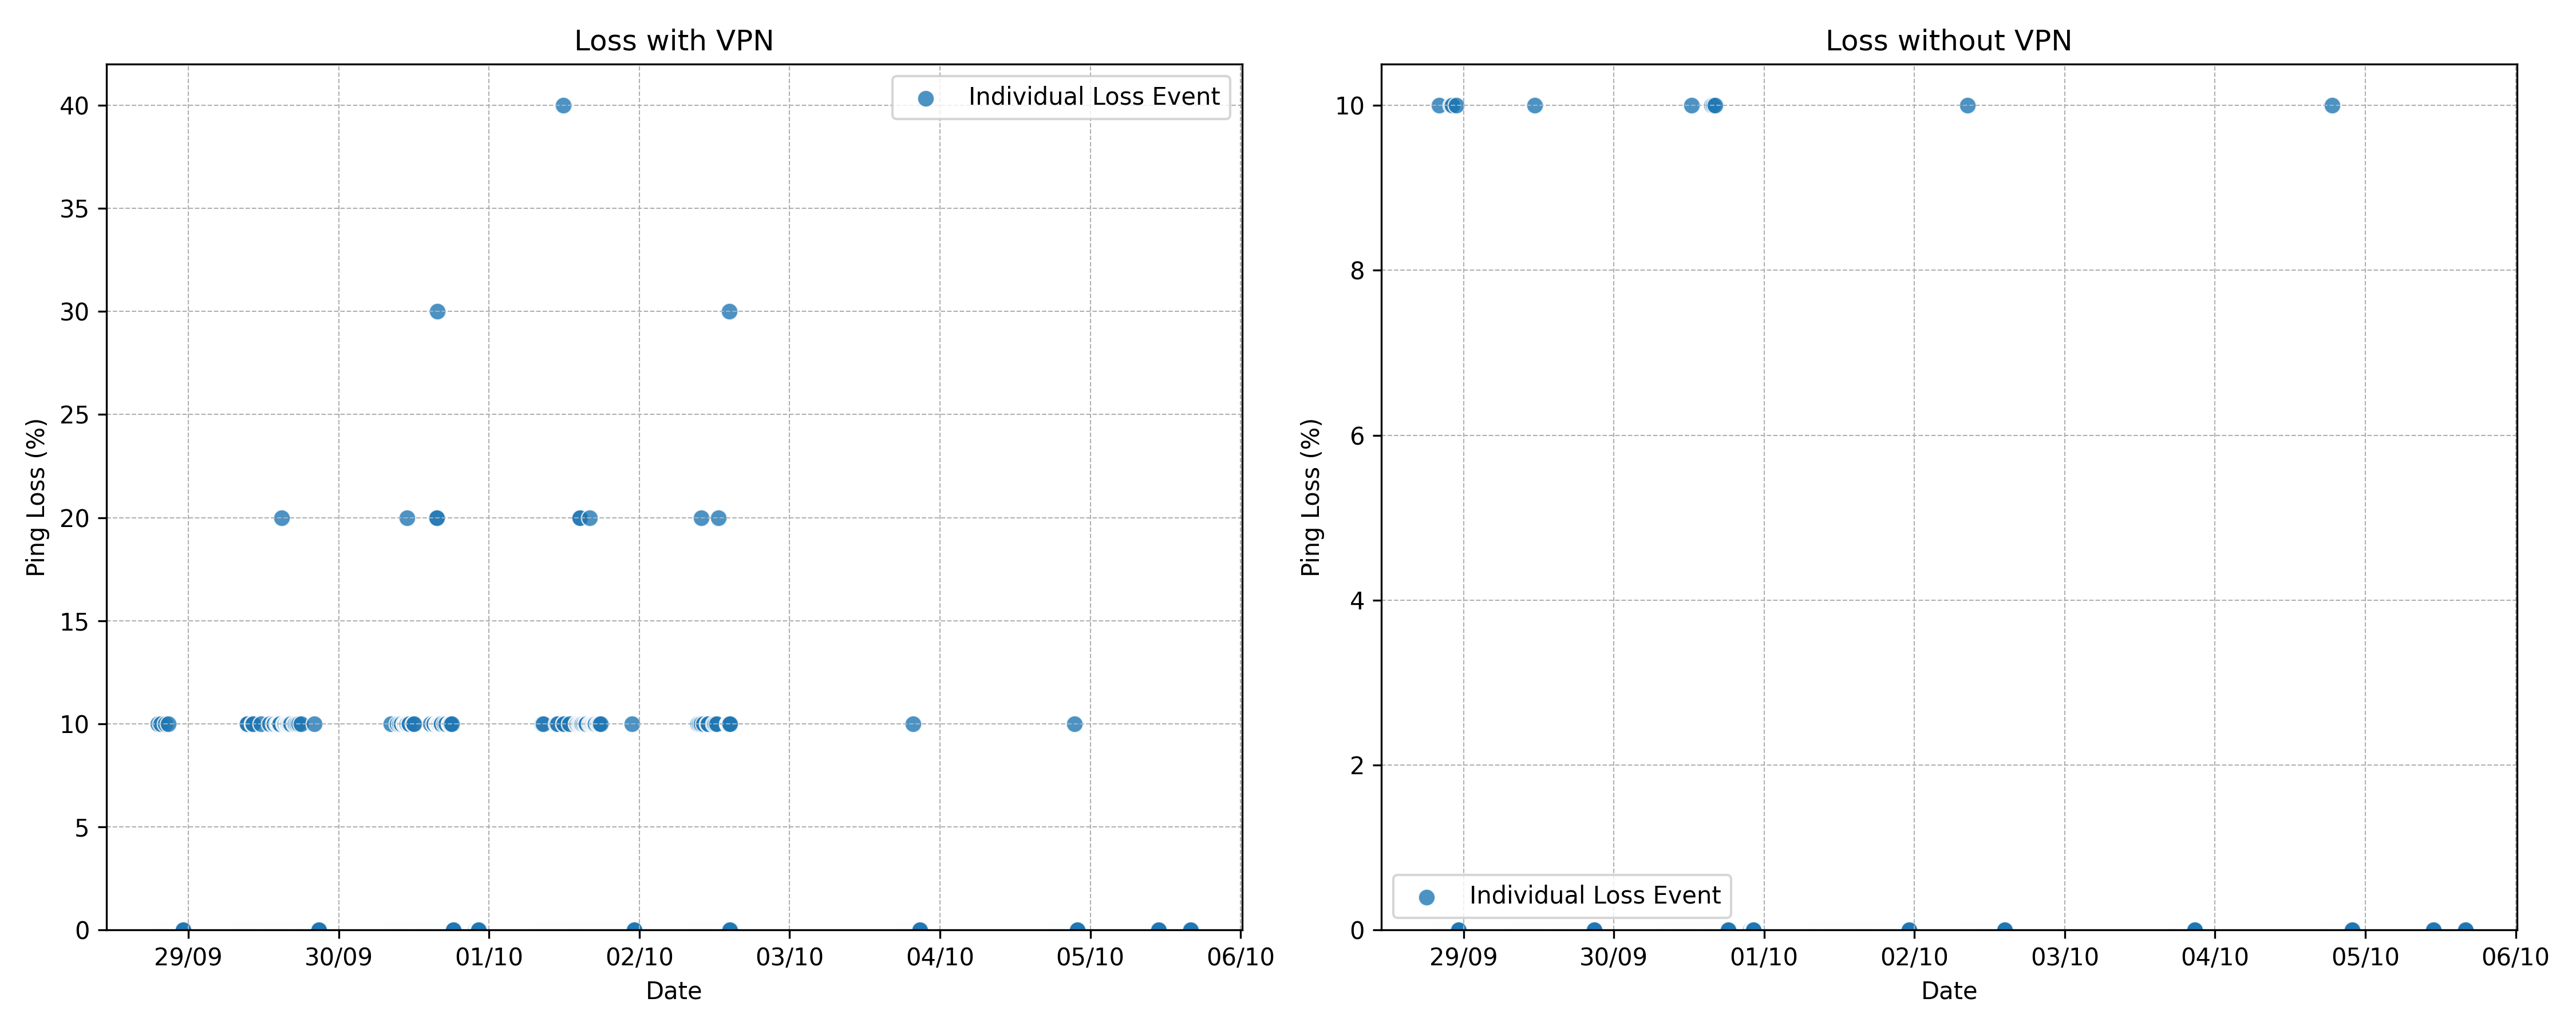 Loss with VPN
Individual Loss Event
Ping Loss (%)
40
35
30
25
20
15
10
5
0
29/09 30/09 01/10 02/10 03/10 04/10 05/10 06/10
Date
Loss without VPN
Ping Loss (%)
10
8
6
4
2
0
Individual Loss Event
29/09 30/09 01/10 02/10 03/10 04/10 05/10 06/10
Date